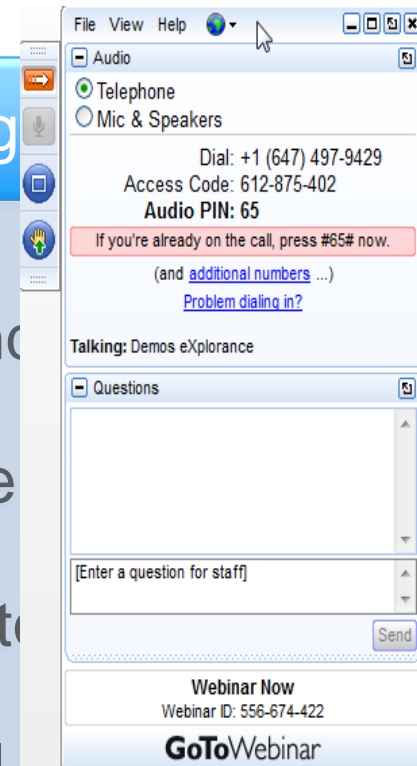 File View Help
Audio
Telephone
Mic & Speakers
Dial: +1 (647) 497-9429
Access Code: 612-875-402
Audio PIN: 65
If you're already on the call, press #65# now.
(and additional numbers ...)
Problem dialing in?
Talking: Demos eXplorance
Questions
[Enter a question for staff]
Send
Webinar Now
Webinar ID: 556-674-422
GoToWebinar